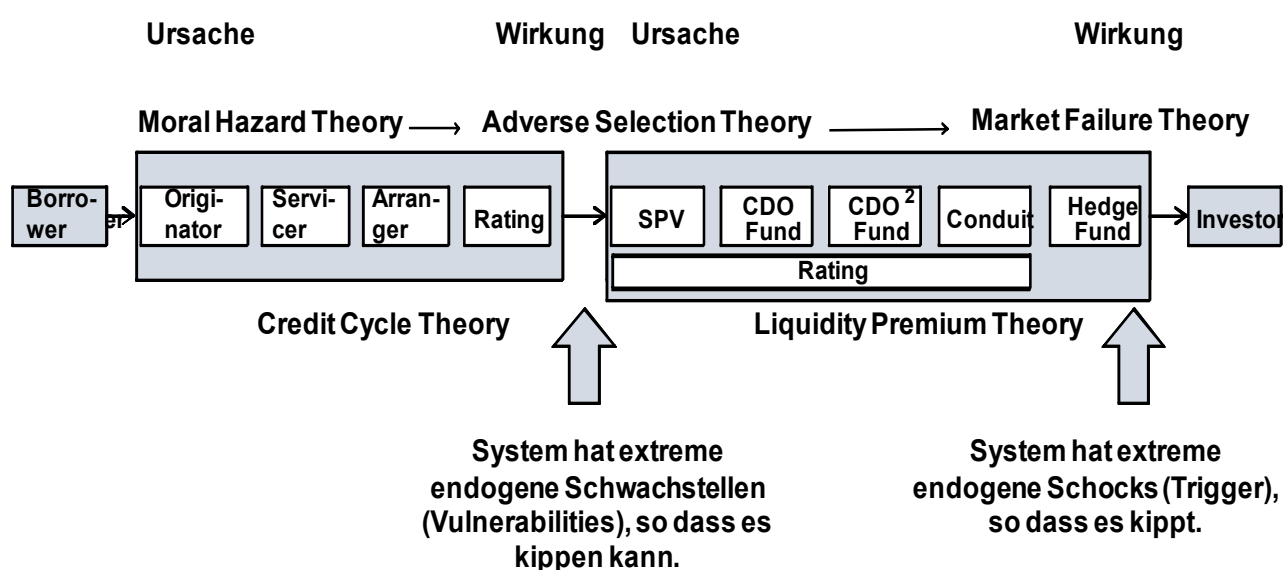 Ursache Wirkung Ursache Wirkung
Moral Hazard Theory → Adverse Selection Theory → Market Failure Theory
Borro-
wer
er
Origi-
nator
Servi-
cer
Arran-
ger
Rating
SPV
CDO
Fund
CDO²
Fund
Conduit
Hedge
Fund
Investor
Rating
Credit Cycle Theory
Liquidity Premium Theory
System hat extreme
endogene Schwachstellen
(Vulnerabilities), so dass es
kippen kann.
System hat extreme
endogene Schocks (Trigger),
so dass es kippt.